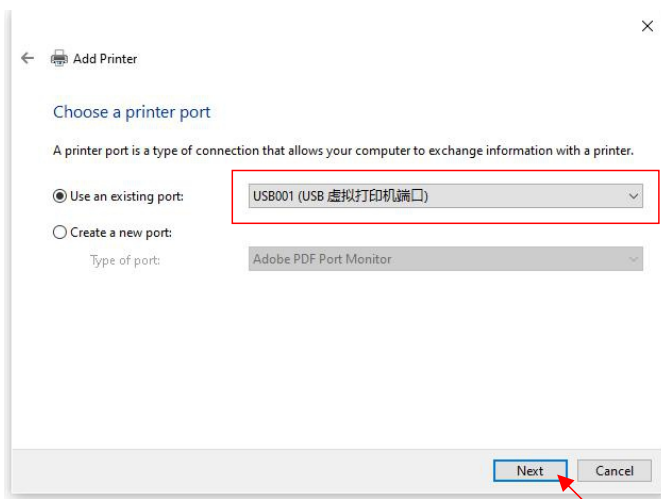 Add Printer
Choose a printer port
A printer port is a type of connection that allows your computer to exchange information with a printer.
Use an existing port: USB001 (USB 虚拟打印机端口)
Create a new port:
Type of port: Adobe PDF Port Monitor
Next Cancel